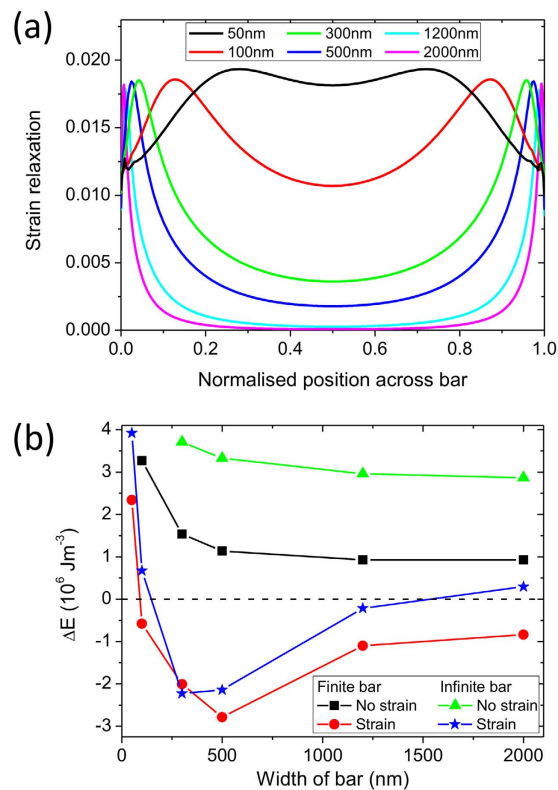 (a)
50nm 300nm 1200nm
100nm 500nm 2000nm
0.020
0.015
0.010
0.005
0.000
Strain relaxation
0.0 0.2 0.4 0.6 0.8 1.0
Normalised position across bar
(b)
4
3
2
1
0
-1
-2
-3
ΔE (10⁶ Jm⁻³)
Finite bar Infinite bar
No strain No strain
Strain Strain
0 500 1000 1500 2000
Width of bar (nm)